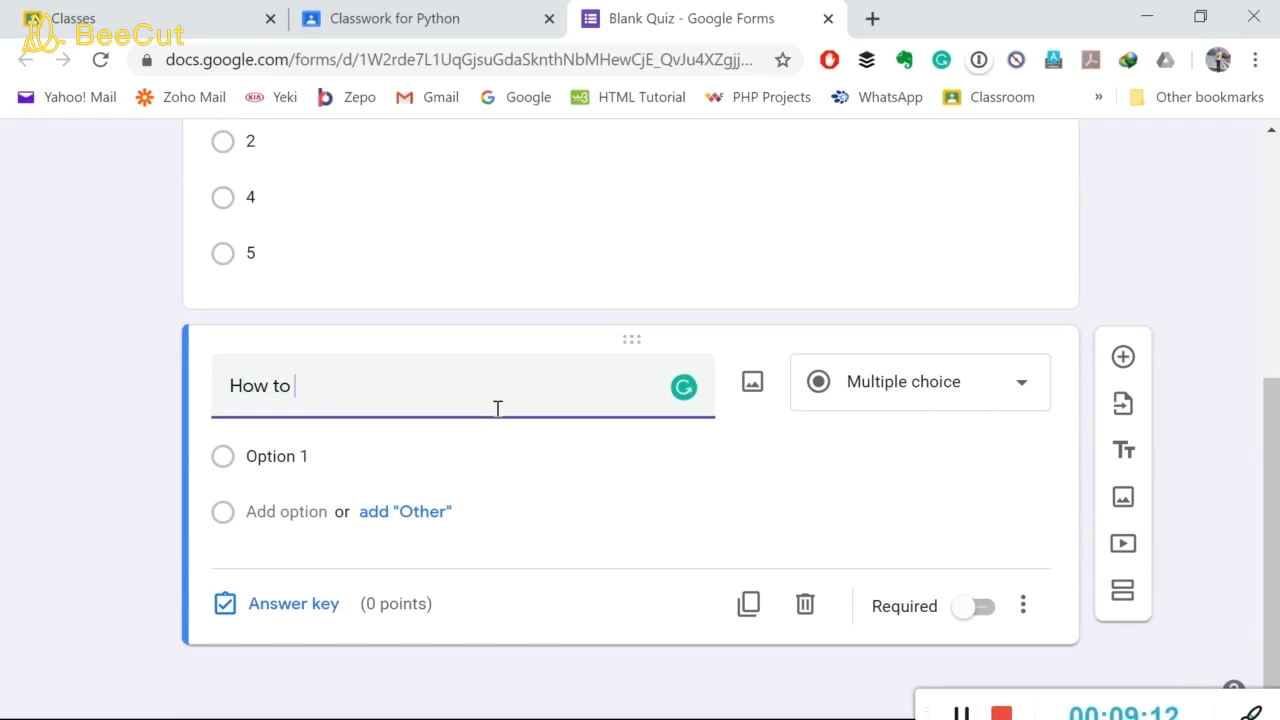 Classes
Classwork for Python
Blank Quiz - Google Forms
BeeCut
docs.google.com/forms/d/1W2rde7L1UqGjsuGdaSknthNbMHewCjE_QvJu4XZgjj...
Yahoo! Mail
Zoho Mail
Yeki
Zepo
Gmail
Google
HTML Tutorial
PHP Projects
WhatsApp
Classroom
»
Other bookmarks
2
4
5
How to
Multiple choice
Option 1
Add option or add "Other"
Answer key (0 points)
Required
00:09:12